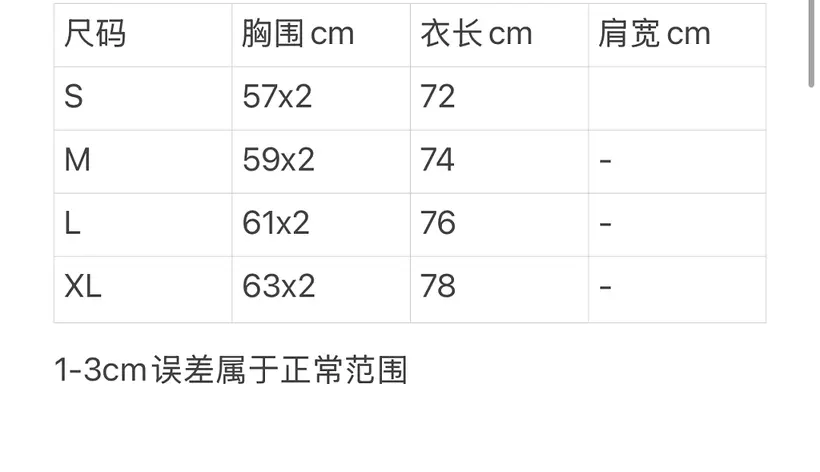 尺码 胸围cm 衣长cm 肩宽cm
S 57x2 72
M 59x2 74 -
L 61x2 76 -
XL 63x2 78 -
1-3cm误差属于正常范围